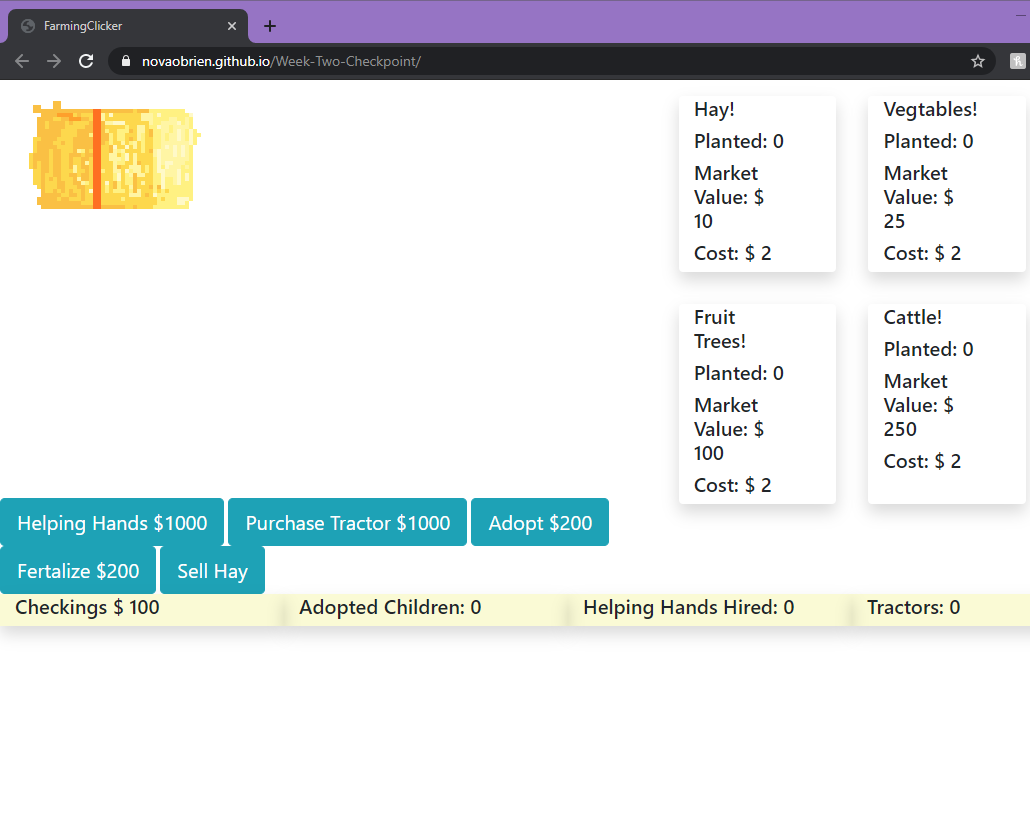 FarmingClicker
novaobrien.github.io/Week-Two-Checkpoint/
Hay!
Planted: 0
Market
Value: $
10
Cost: $ 2
Vegtables!
Planted: 0
Market
Value: $
25
Cost: $ 2
Fruit
Trees!
Planted: 0
Market
Value: $
100
Cost: $ 2
Cattle!
Planted: 0
Market
Value: $
250
Cost: $ 2
Helping Hands $1000
Purchase Tractor $1000
Adopt $200
Fertalize $200
Sell Hay
Checkings $ 100
Adopted Children: 0
Helping Hands Hired: 0
Tractors: 0